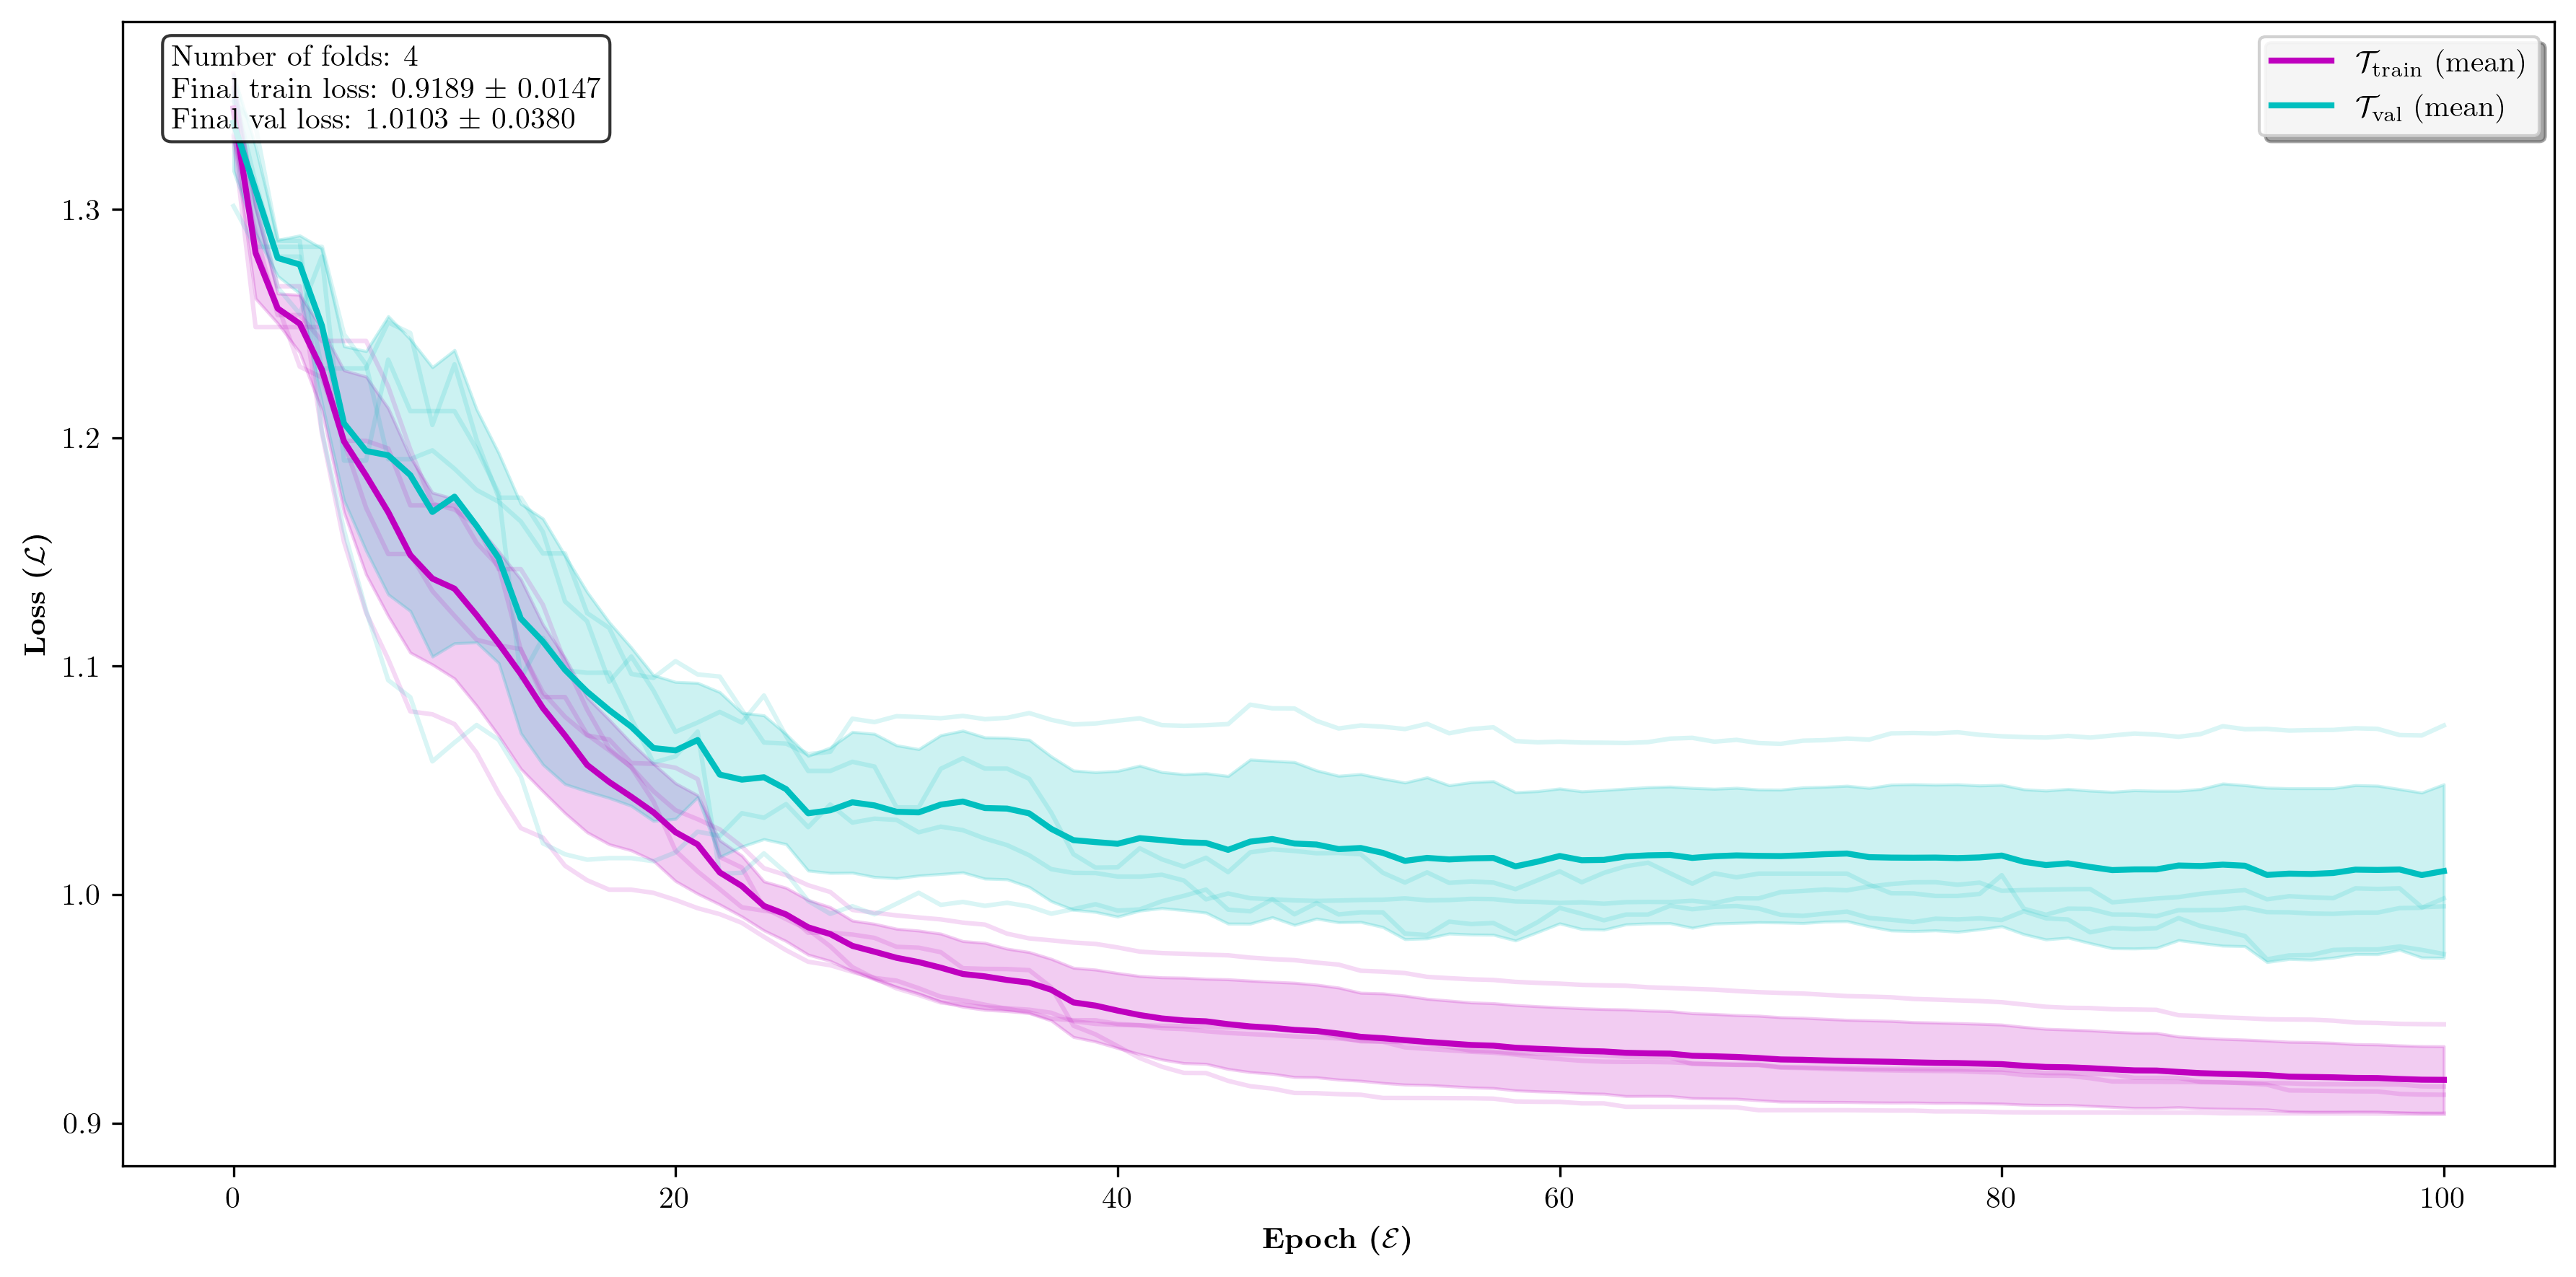 Number of folds: 4
Final train loss: 0.9189 ± 0.0147
Final val loss: 1.0103 ± 0.0380
𝒯train (mean)
𝒯val (mean)
1.3
1.2
1.1
1.0
0.9
Loss (ℒ)
0 20 40 60 80 100
Epoch (ℰ)